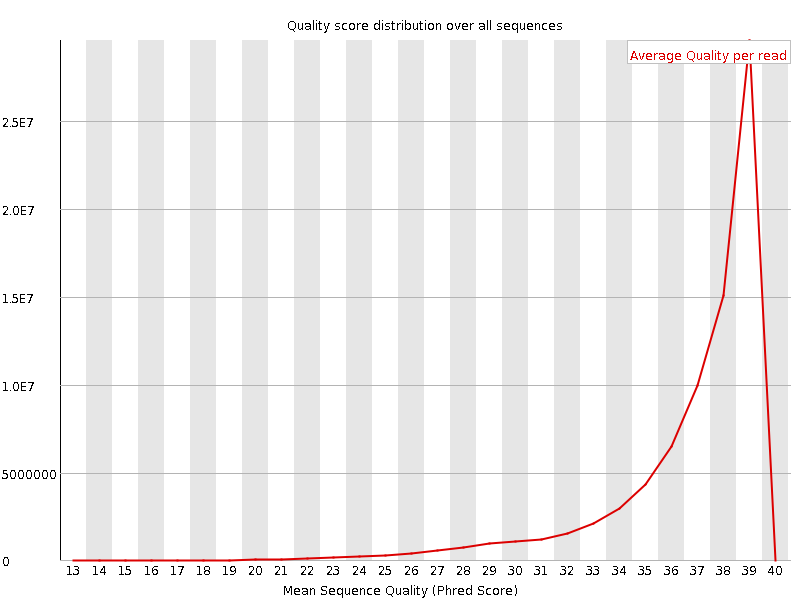 Quality score distribution over all sequences
Average Quality per read
2.5E7
2.0E7
1.5E7
1.0E7
5000000
0
13 14 15 16 17 18 19 20 21 22 23 24 25 26 27 28 29 30 31 32 33 34 35 36 37 38 39 40
Mean Sequence Quality (Phred Score)